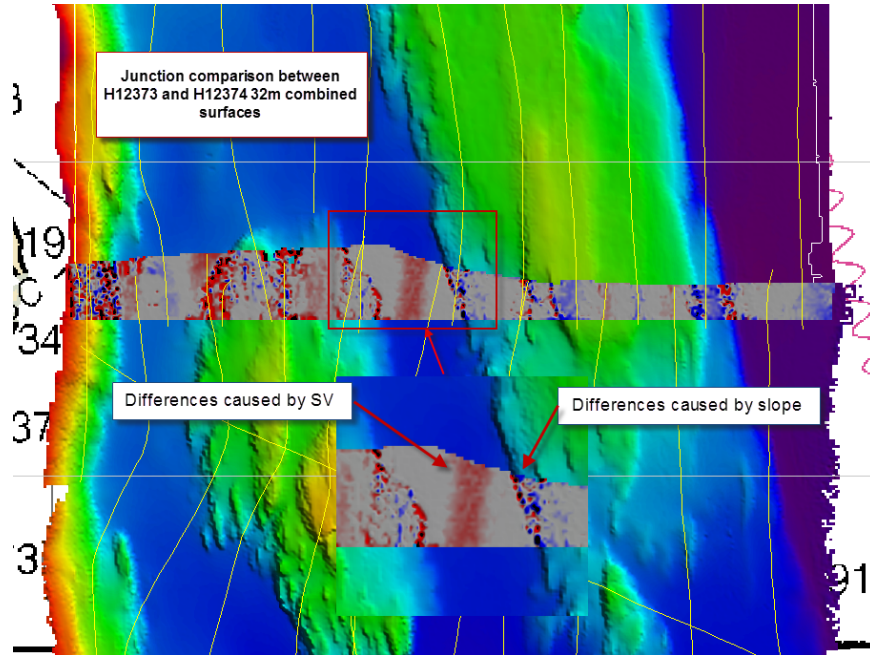 Junction comparison between
H12373 and H12374 32m combined
surfaces
19
C
34
37
Differences caused by SV
Differences caused by slope
3
91